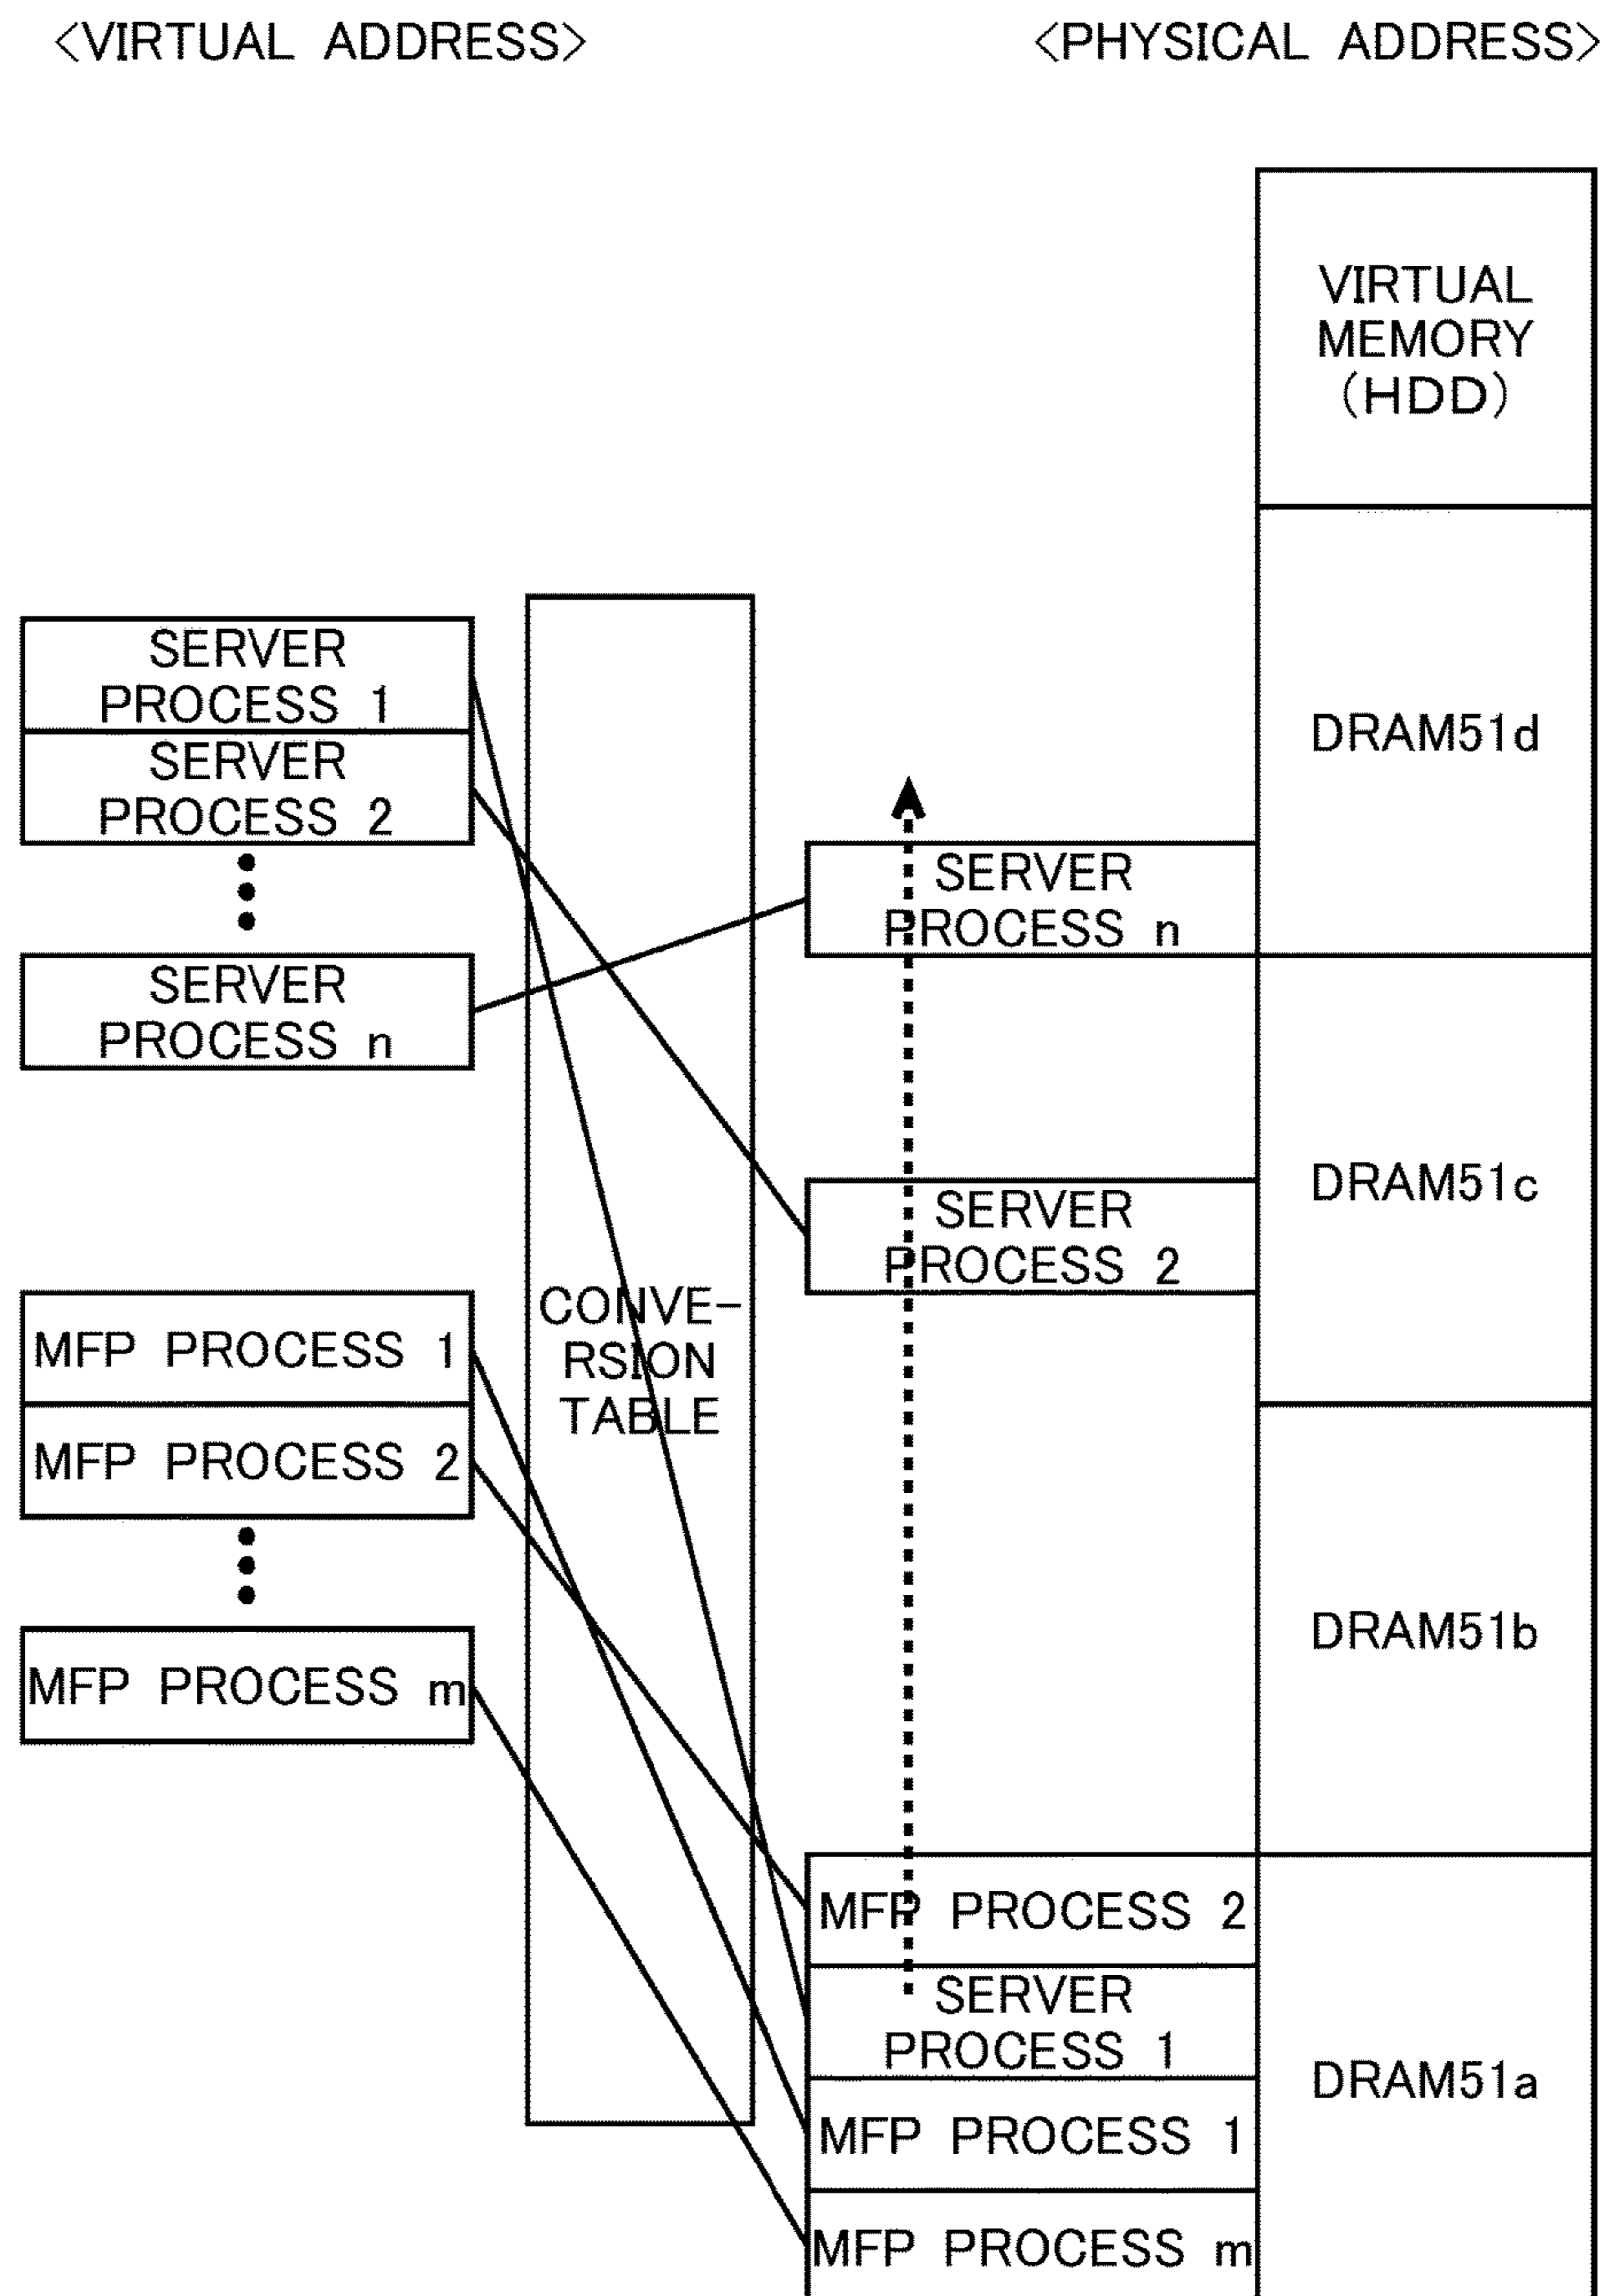 <VIRTUAL ADDRESS>
<PHYSICAL ADDRESS>
VIRTUAL
MEMORY
(HDD)
DRAM51d
DRAM51c
DRAM51b
DRAM51a
SERVER
PROCESS 1
SERVER
PROCESS 2
SERVER
PROCESS n
MFP PROCESS 1
MFP PROCESS 2
MFP PROCESS m
CONVE-
RSION
TABLE
SERVER
PROCESS n
SERVER
PROCESS 2
MFP PROCESS 2
SERVER
PROCESS 1
MFP PROCESS 1
MFP PROCESS m